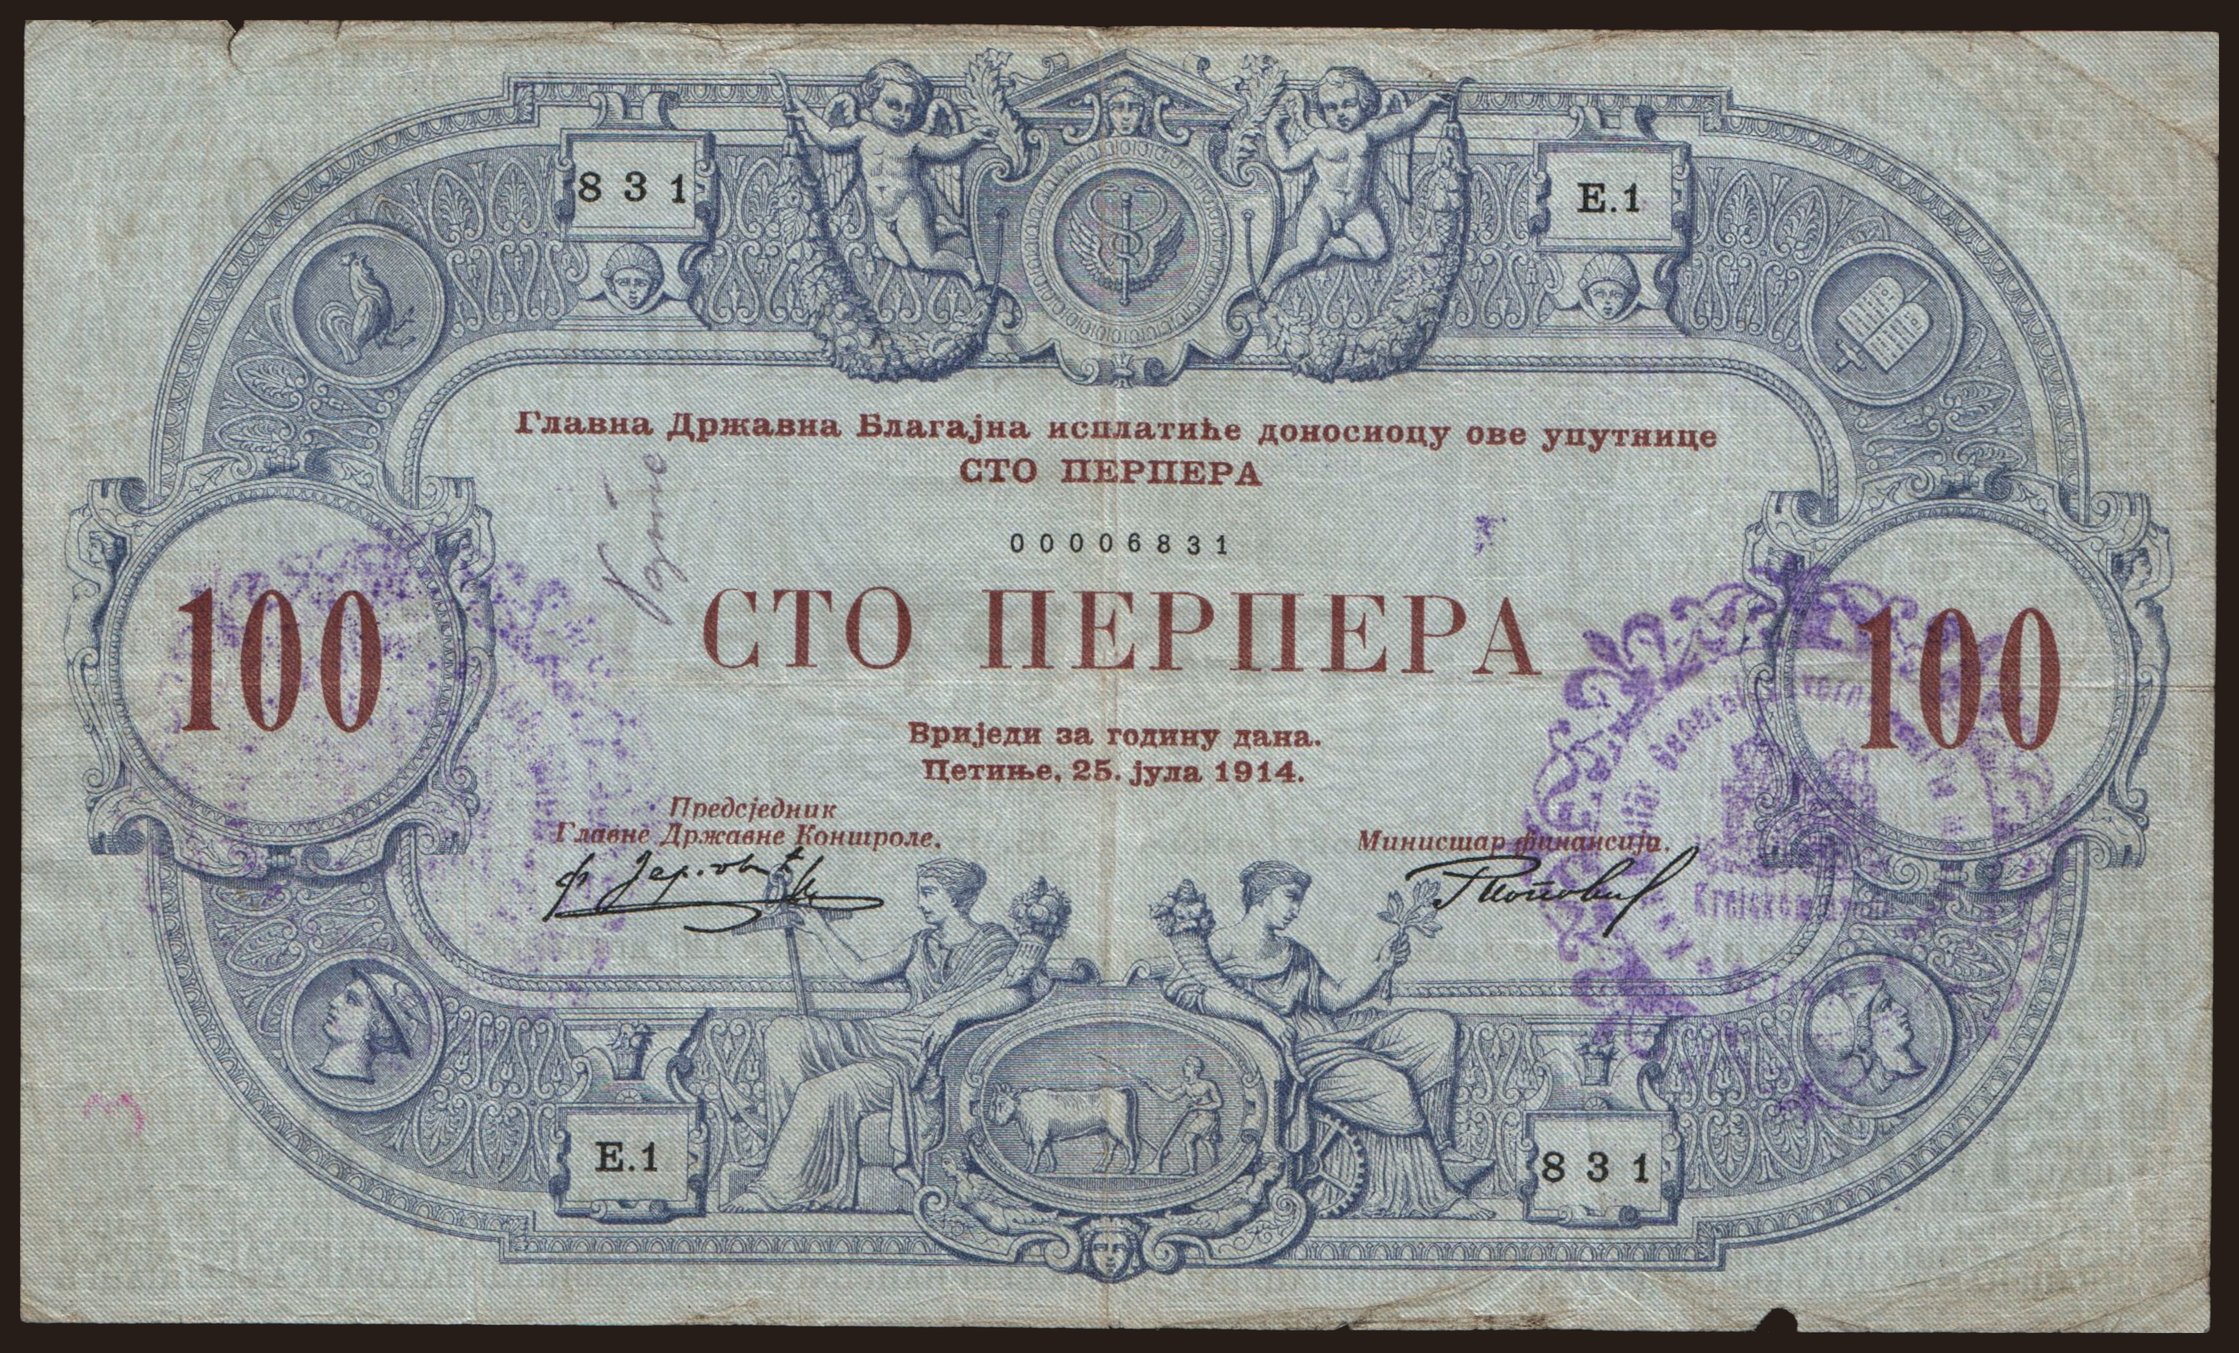 831
E.1
Главна Државна Благајна исплатиће доносиоцу ове упутнице
СТО ПЕРПЕРА
00006831
100
СТО ПЕРПЕРА
100
Вриједи за годину дана.
Цетиње, 25. јула 1914.
Предсједник
Главне Државне Контроле.
Министар финансија.
E.1
831